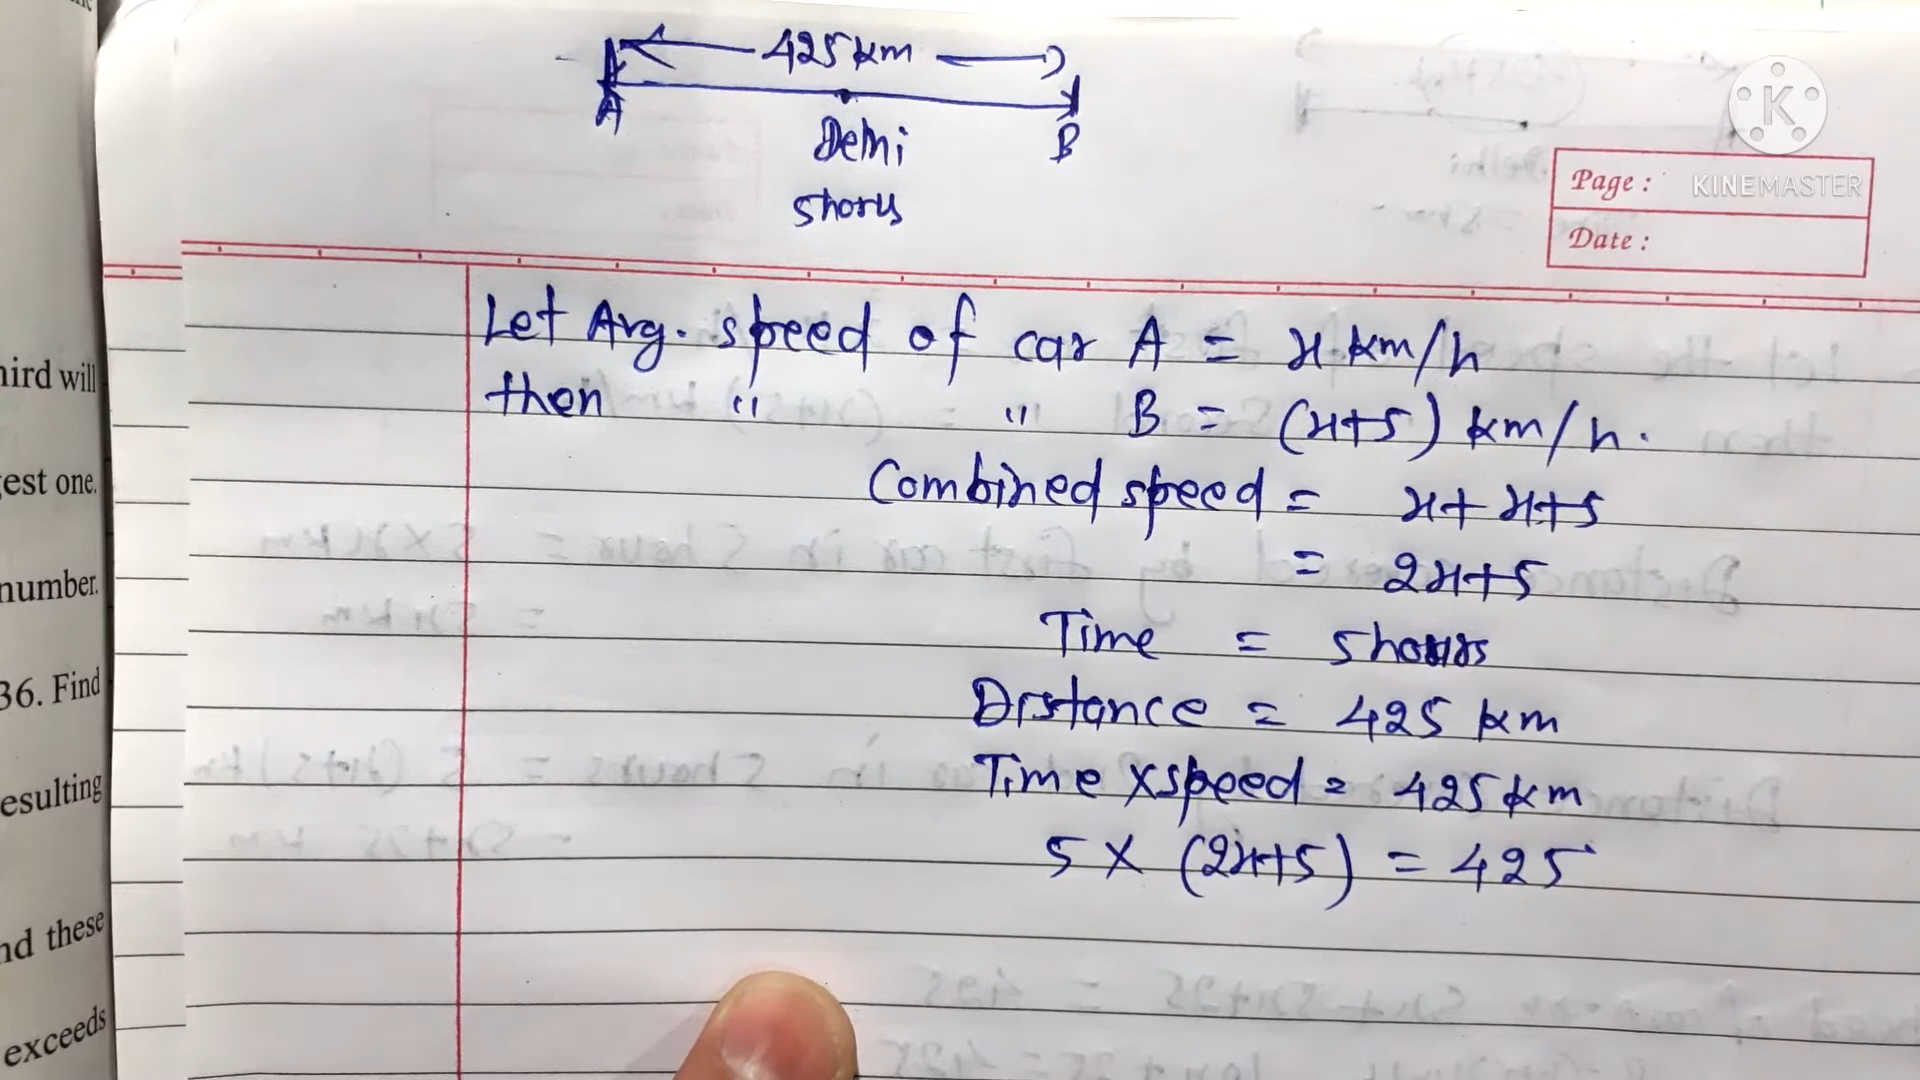 425 km
A
B
Delhi
5 hours
K
KINEMASTER
Page :
Date :
Let Avg. speed of car A = x km/h
then " " B = (x+5) km/h.
Combined speed = x + x+5
= 2x+5
Time = 5 hours
Distance = 425 km
Time x speed = 425 km
5 x (2x+5) = 425
hird will
est one.
number.
36. Find
esulting
nd these
exceeds